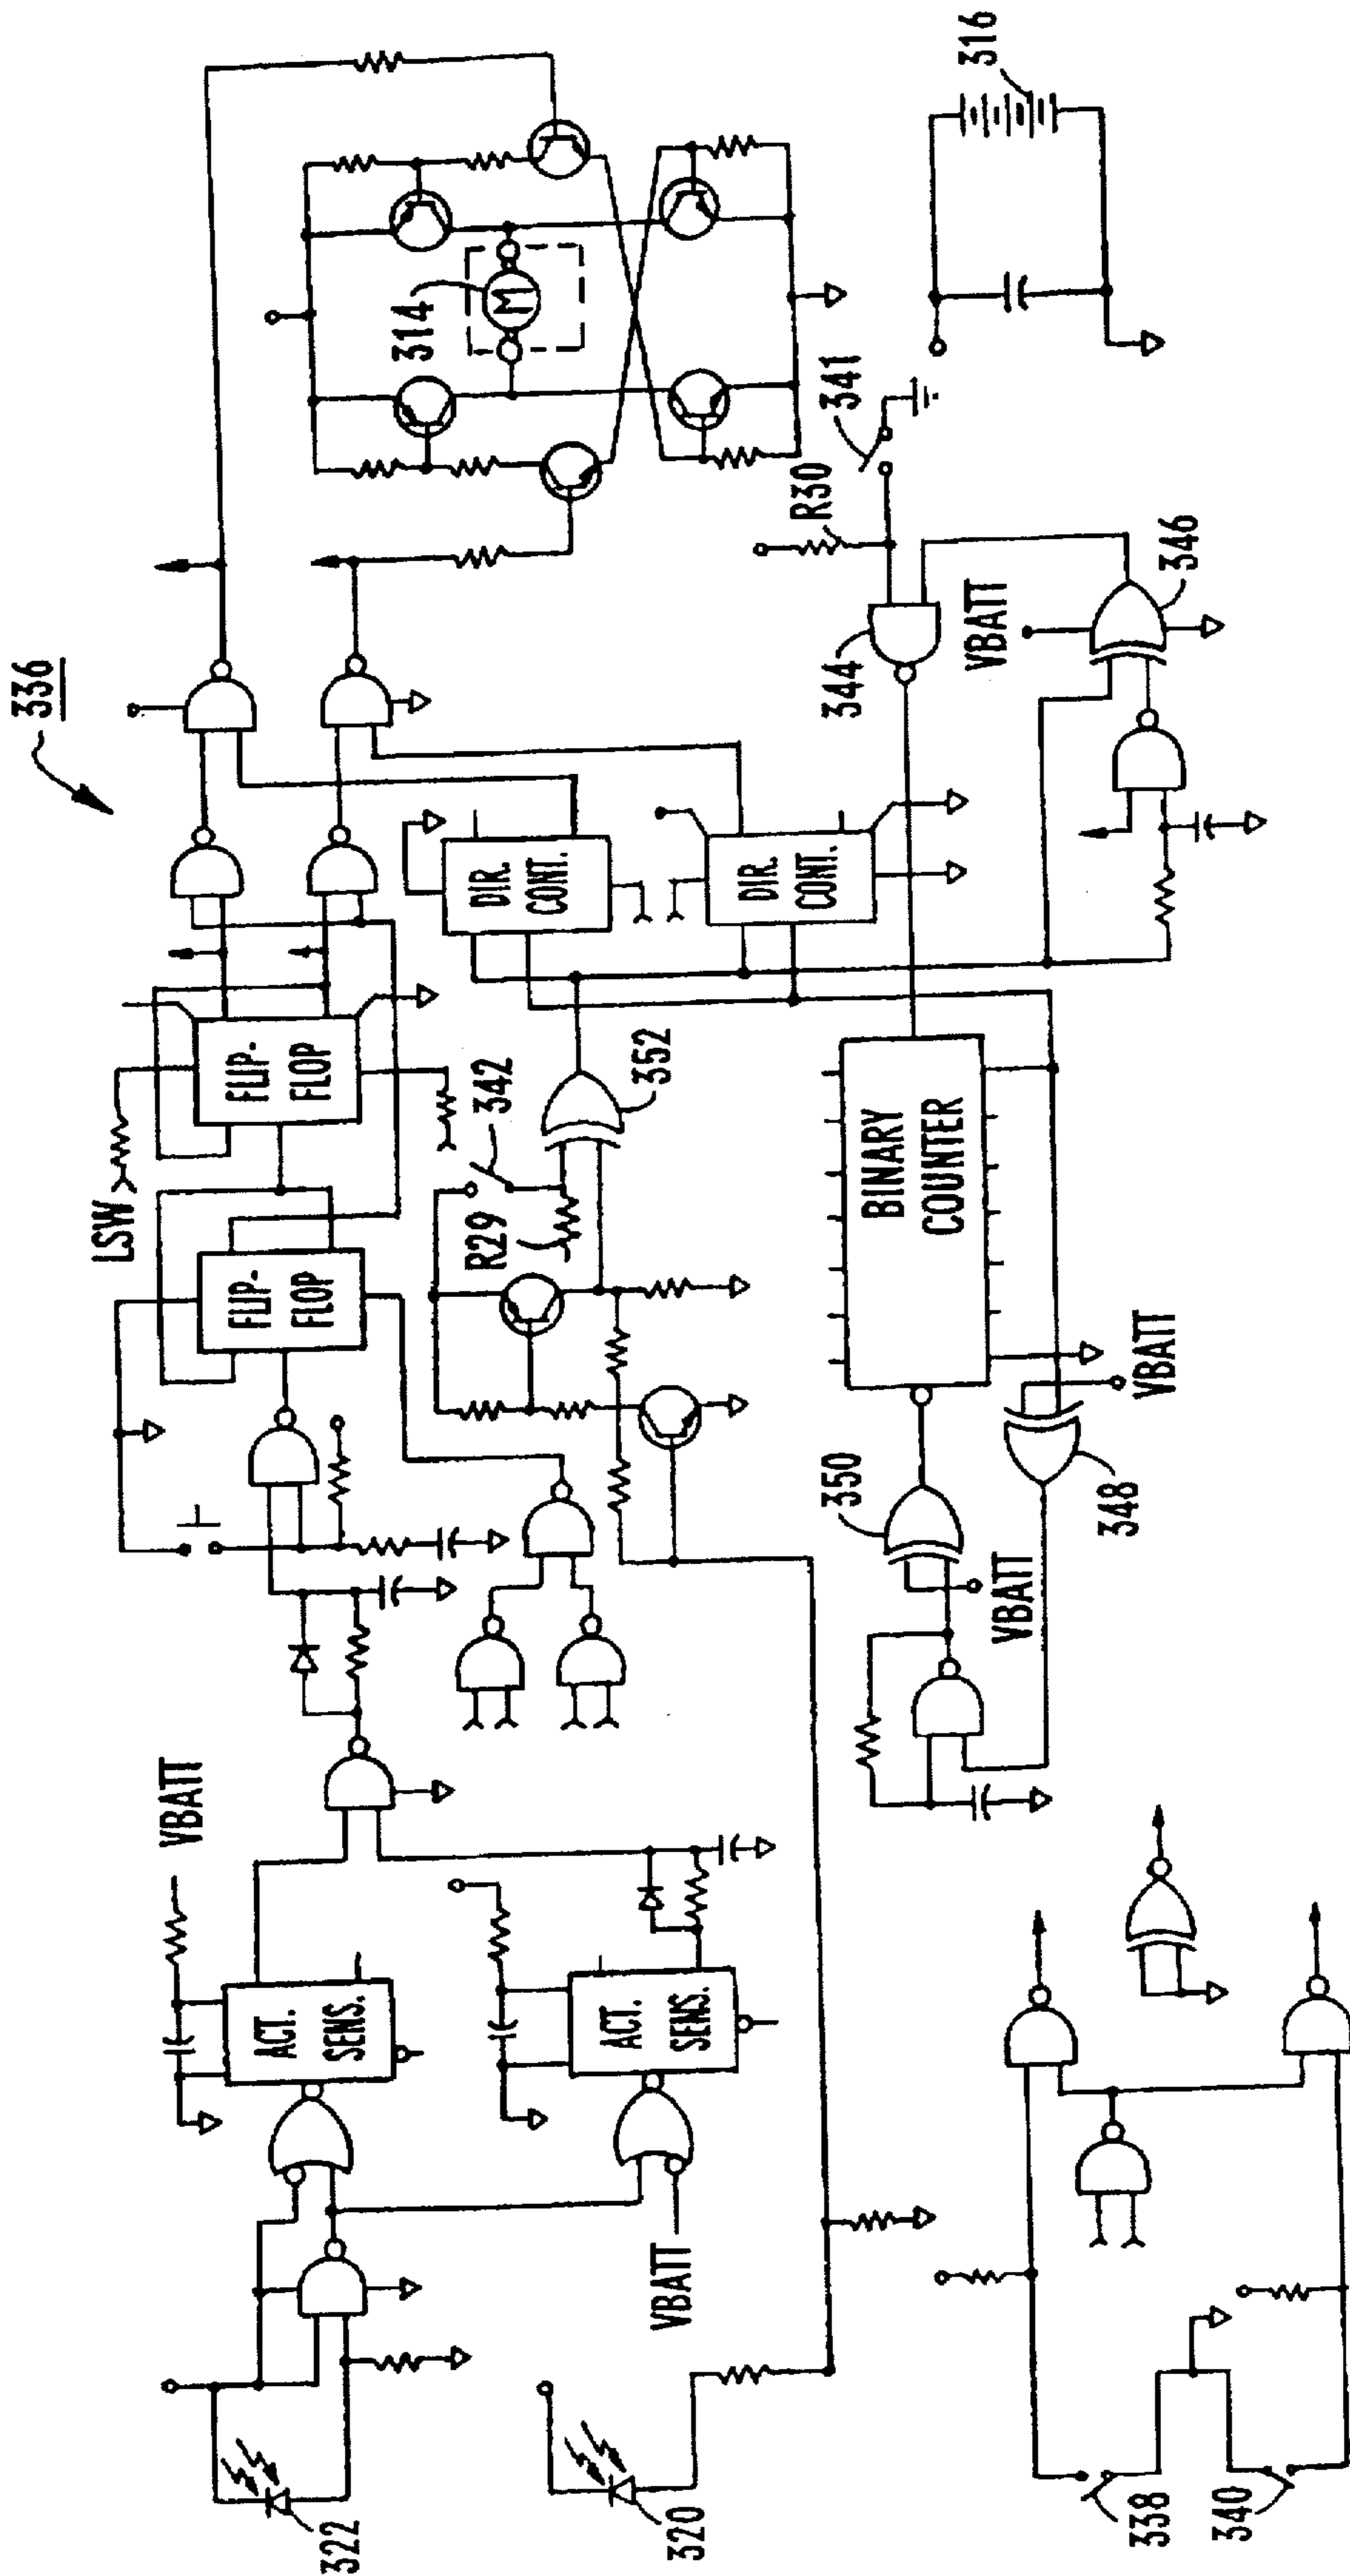 336
LSW
VBATT
FLIP-
FLOP
FLIP-
FLOP
314
M
ACT.
SENS.
322
ACT.
SENS.
VBATT
320
R29
342
352
DIR.
CONT.
DIR.
CONT.
R30
341
316
344
VBATT
346
350
VBATT
BINARY
COUNTER
348
VBATT
338
340